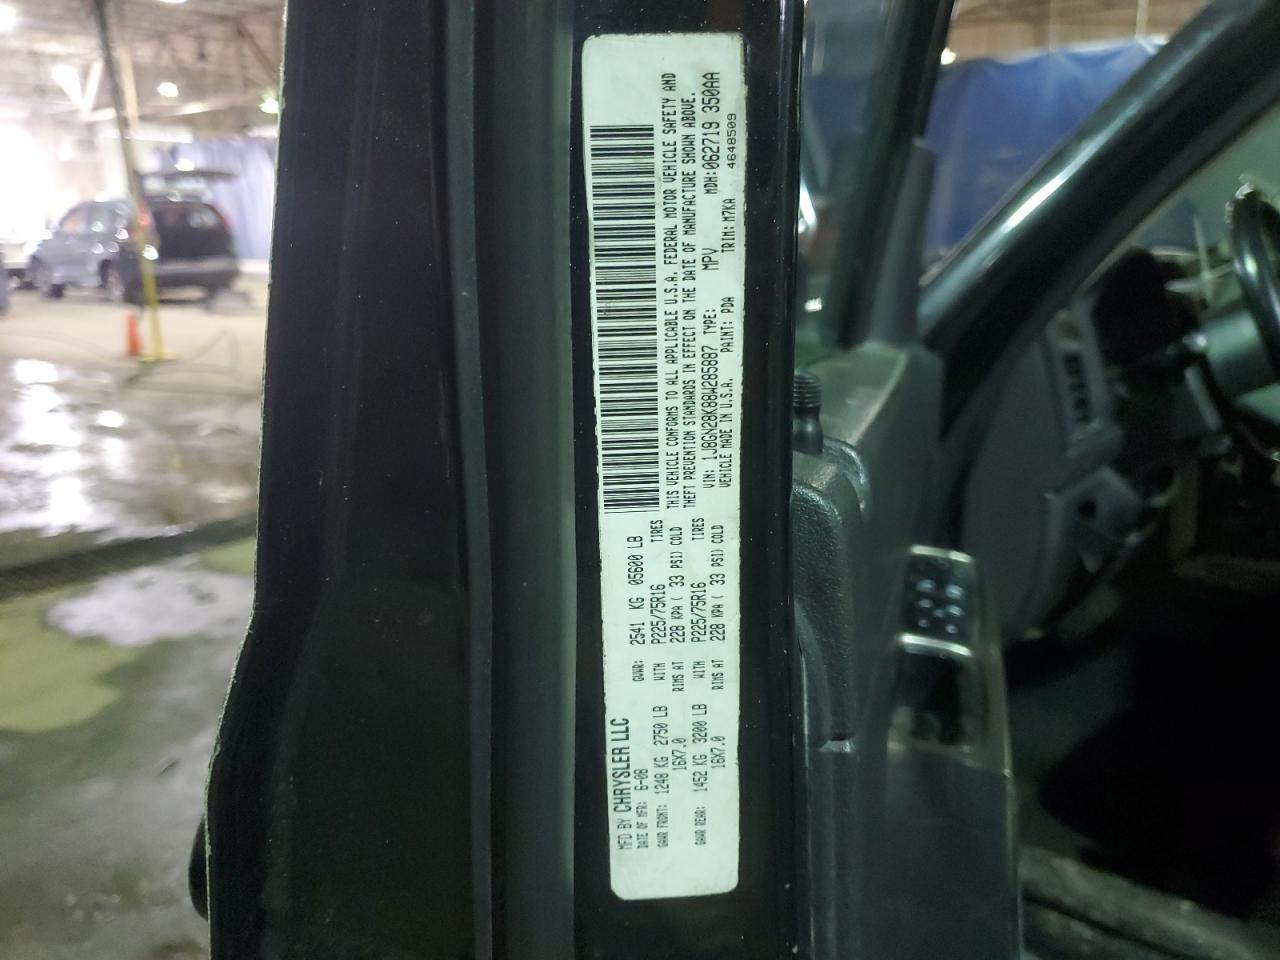 MFD BY CHRYSLER LLC
DATE OF MFR: 6-08 GVWR: 2541 KG 05600 LB
GAWR FRONT: 1248 KG 2750 LB WITH P225/75R16 TIRES
16X7.0 RIMS AT 228 KPA ( 33 PSI) COLD
GAWR REAR: 1452 KG 3200 LB WITH P225/75R16 TIRES
16X7.0 RIMS AT 228 KPA ( 33 PSI) COLD
THIS VEHICLE CONFORMS TO ALL APPLICABLE U.S.A. FEDERAL MOTOR VEHICLE SAFETY AND
THEFT PREVENTION STANDARDS IN EFFECT ON THE DATE OF MANUFACTURE SHOWN ABOVE.
VIN: 1J8GN28K88W285887 TYPE: MPV MDH:062719 350AA
VEHICLE MADE IN U.S.A. PAINT: PDA TRIM: M7KA 4648509